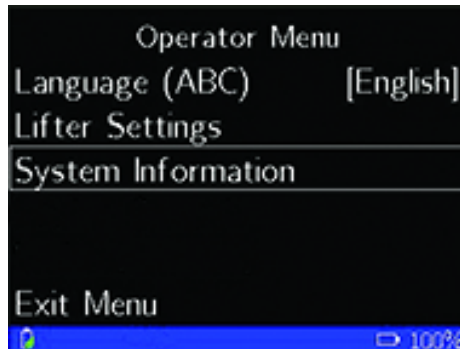 Operator Menu
Language (ABC) [English]
Lifter Settings
System Information
Exit Menu
100%